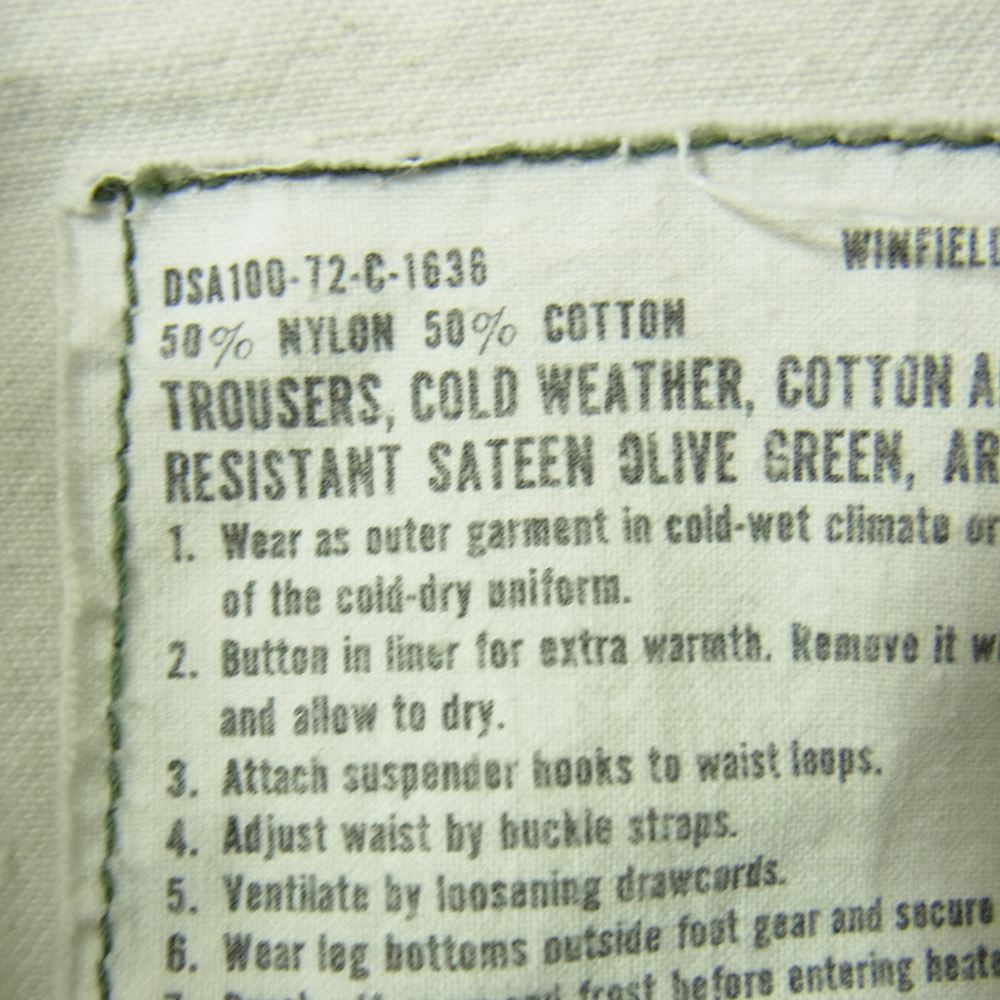 DSA100-72-C-1636 WINFIEL
50% NYLON 50% COTTON
TROUSERS, COLD WEATHER, COTTON A
RESISTANT SATEEN OLIVE GREEN, AR
1. Wear as outer garment in cold-wet climate or
of the cold-dry uniform.
2. Button in liner for extra warmth. Remove it w
and allow to dry.
3. Attach suspender hooks to waist loops.
4. Adjust waist by buckle straps.
5. Ventilate by loosening drawcords.
6. Wear leg bottoms outside foot gear and secure
frost before entering heate